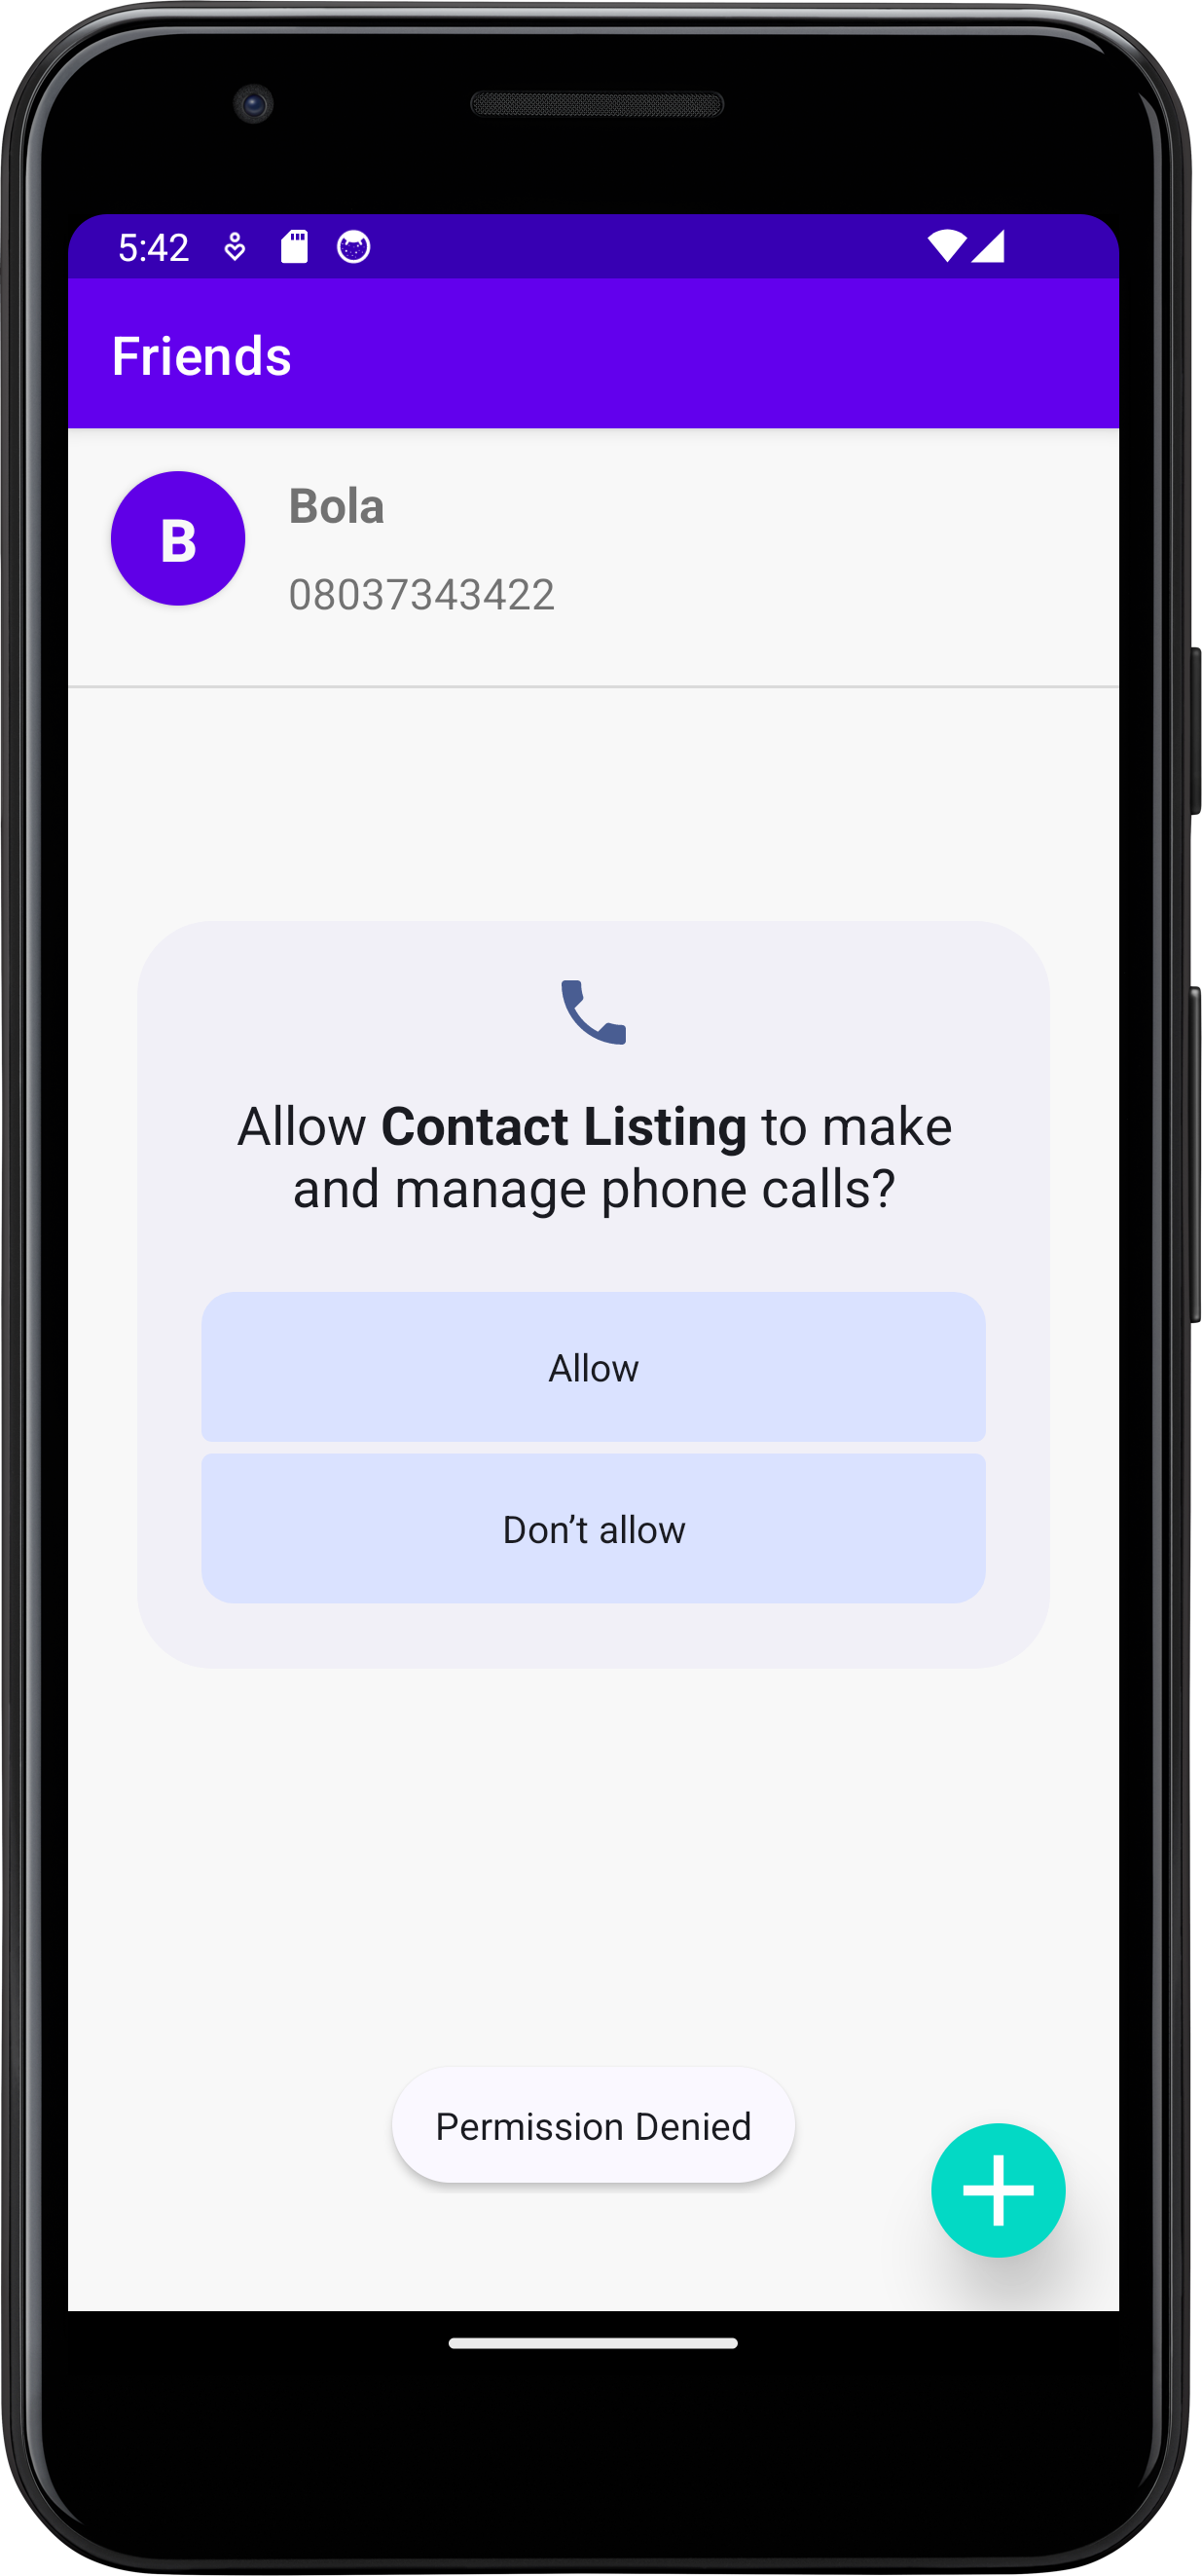 5:42
Friends
B
Bola
08037343422
Allow Contact Listing to make
and manage phone calls?
Allow
Don’t allow
Permission Denied